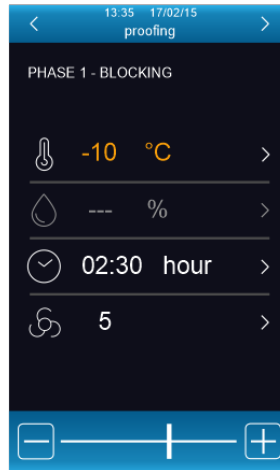 13:35 17/02/15
proofing
PHASE 1 - BLOCKING
-10 °C
--- %
02:30 hour
5